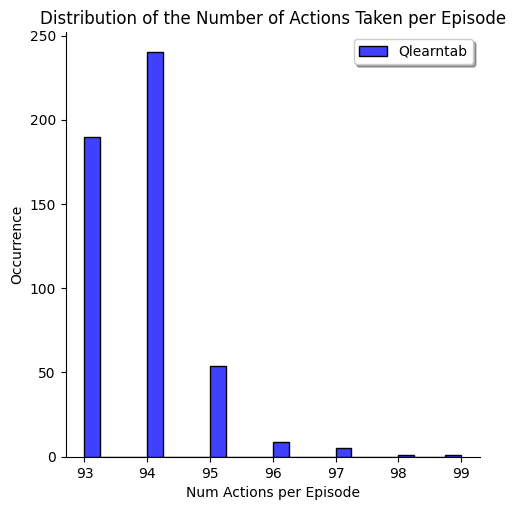 Distribution of the Number of Actions Taken per Episode
Qlearntab
250
200
150
100
50
0
Occurrence
93 94 95 96 97 98 99
Num Actions per Episode